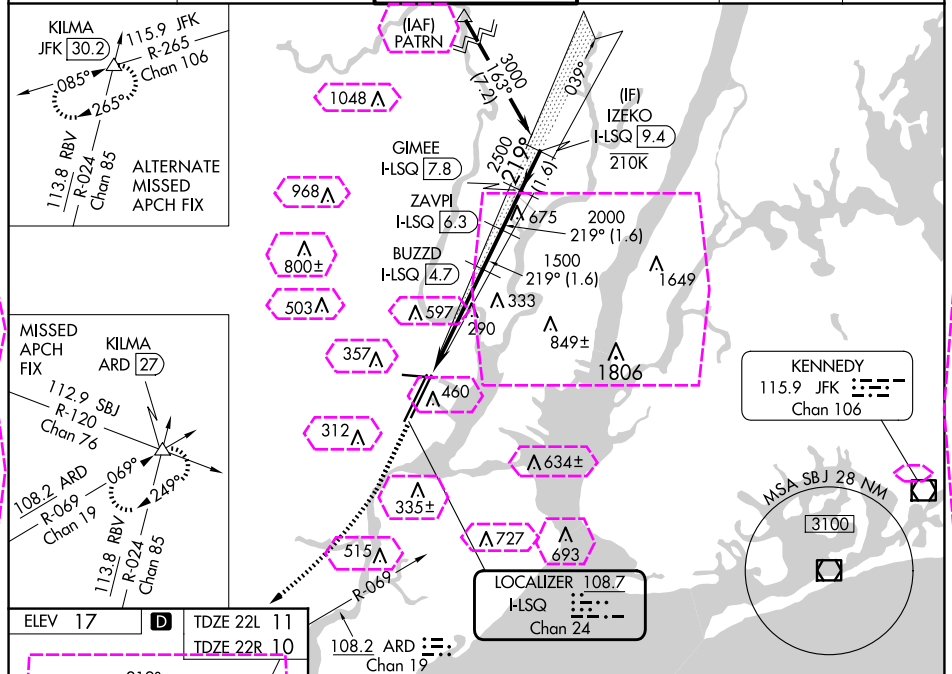 KILMA
JFK 30.2
115.9 JFK
R-265
Chan 106
085°
265°
113.8 RBV
R-024
Chan 85
ALTERNATE
MISSED
APCH FIX
(IAF)
PATRN
3000
163°
(7.2)
039°
(IF)
IZEKO
I-LSQ 9.4
210K
1048
GIMEE
I-LSQ 7.8
2500
219°
(1.6)
968
ZAVPI
I-LSQ 6.3
675
2000
219° (1.6)
800±
BUZZD
I-LSQ 4.7
1500
219° (1.6)
1649
503
597
290
333
849±
1806
357
460
312
634±
335±
727
693
515
R-069
MISSED
APCH
FIX
KILMA
ARD 27
112.9 SBJ
R-120
Chan 76
069°
249°
108.2 ARD
R-069
Chan 19
113.8 RBV
R-024
Chan 85
KENNEDY
115.9 JFK
Chan 106
MSA SBJ 28 NM
3100
LOCALIZER 108.7
I-LSQ
Chan 24
108.2 ARD
Chan 19
ELEV 17
D
TDZE 22L 11
TDZE 22R 10